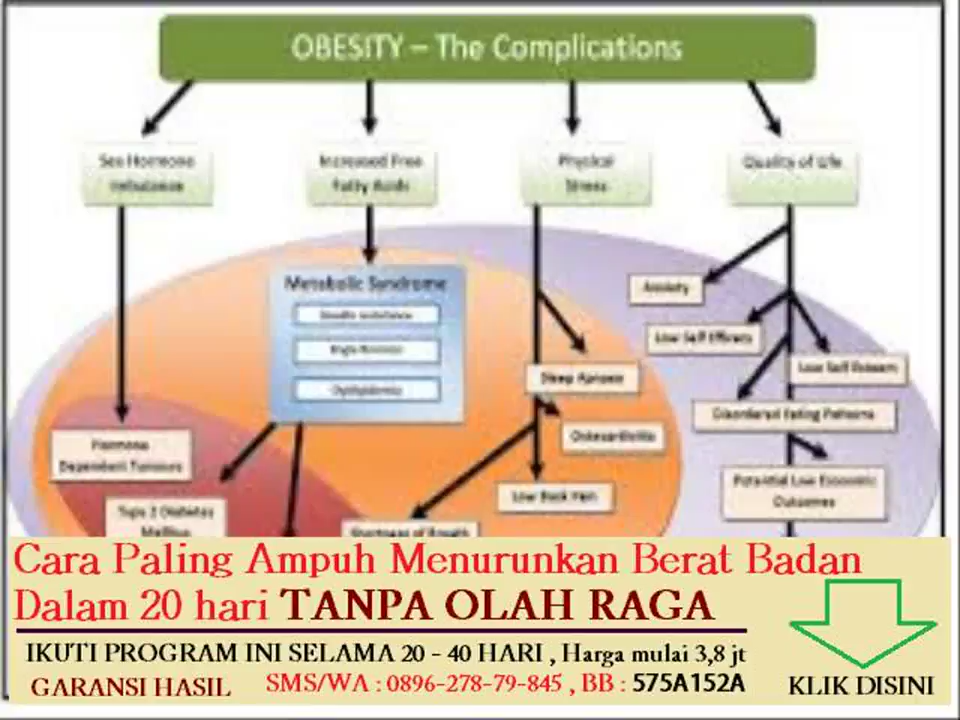 OBESITY – The Complications
Sex Hormone
Imbalance
Increased Free
Fatty Acids
Physical
Stress
Quality of Life
Metabolic Syndrome
Dyslipidemia
Anxiety
Low Self Efficacy
Low Self Esteem
Sleep Apnoea
Disordered Eating Patterns
Osteoarthritis
Hormone
Dependent Tumours
Low Back Pain
Potential Low Economic
Outcomes
Type 2 Diabetes
Mellitus
Shortness of Breath
Cara Paling Ampuh Menurunkan Berat Badan
Dalam 20 hari TANPA OLAH RAGA
IKUTI PROGRAM INI SELAMA 20 - 40 HARI , Harga mulai 3,8 jt
GARANSI HASIL SMS/WA : 0896-278-79-845 , BB : 575A152A
KLIK DISINI